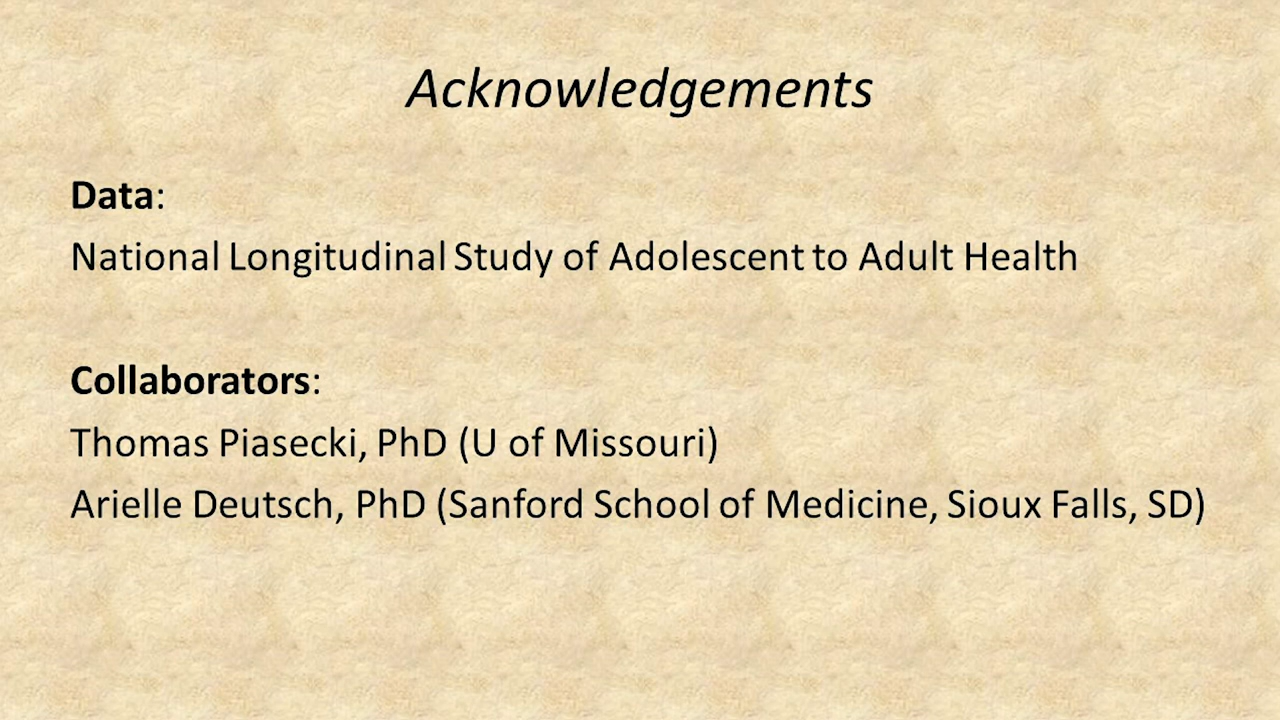 Acknowledgements
Data:
National Longitudinal Study of Adolescent to Adult Health
Collaborators:
Thomas Piasecki, PhD (U of Missouri)
Arielle Deutsch, PhD (Sanford School of Medicine, Sioux Falls, SD)